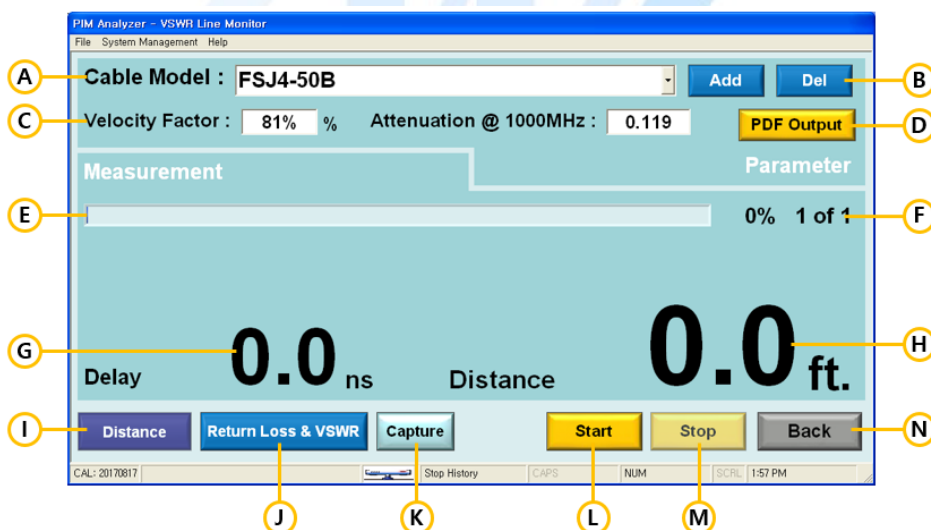 PIM Analyzer - VSWR Line Monitor
File System Management Help
A Cable Model : FSJ4-50B Add Del B
C Velocity Factor : 81% % Attenuation @ 1000MHz : 0.119 PDF Output D
Measurement Parameter
E 0% 1 of 1 F
G Delay 0.0 ns Distance 0.0 ft. H
I Distance Return Loss & VSWR Capture Start Stop Back N
CAL: 20170817 Stop History CAPS NUM SCRL 1:57 PM
J K L M